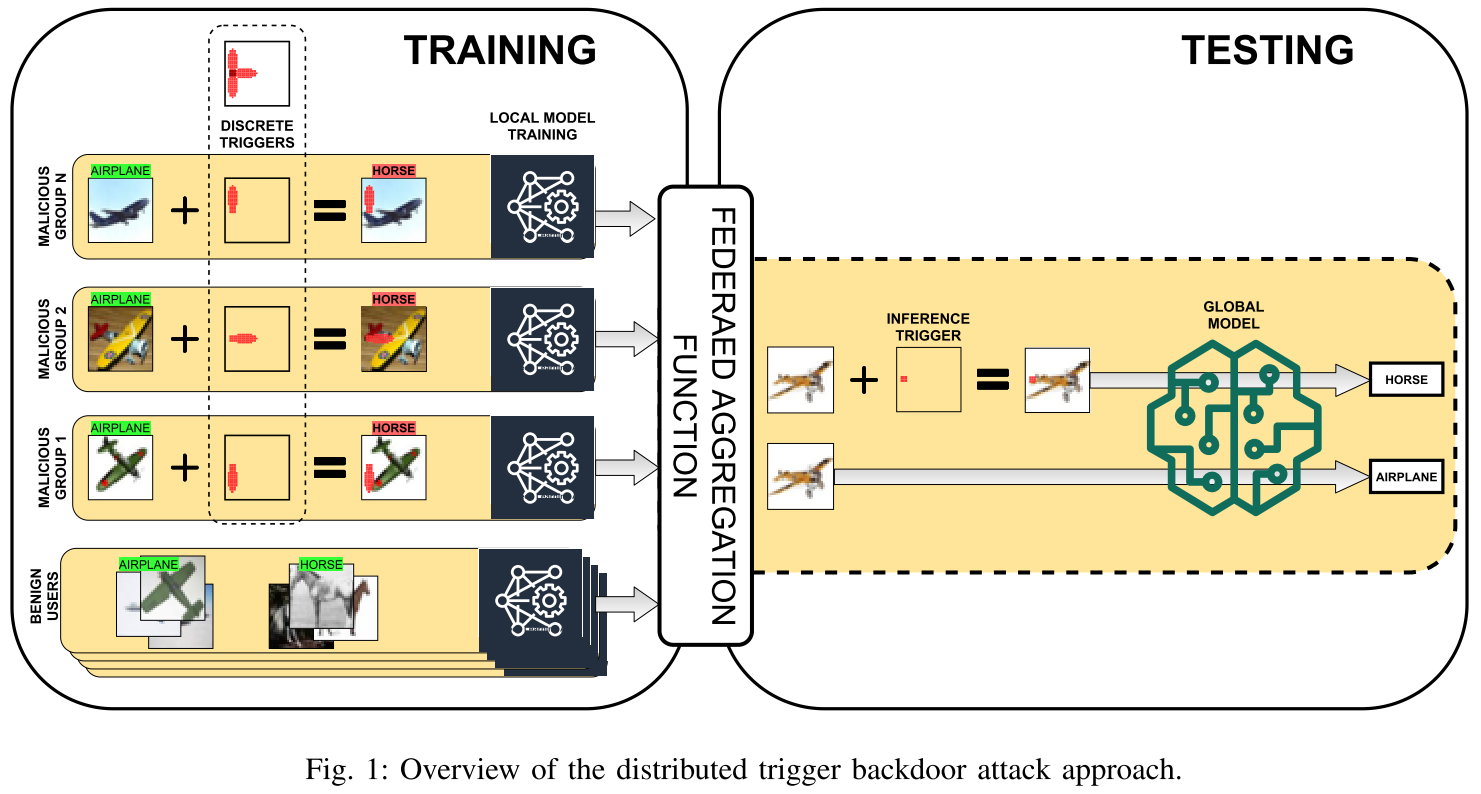 TRAINING
DISCRETE
TRIGGERS
LOCAL MODEL
TRAINING
MALICIOUS
GROUP N
AIRPLANE
HORSE
MALICIOUS
GROUP 2
AIRPLANE
HORSE
MALICIOUS
GROUP 1
AIRPLANE
HORSE
BENIGN
USERS
AIRPLANE
HORSE
FEDERAED AGGREGATION
FUNCTION
TESTING
INFERENCE
TRIGGER
GLOBAL
MODEL
HORSE
AIRPLANE
Fig. 1: Overview of the distributed trigger backdoor attack approach.